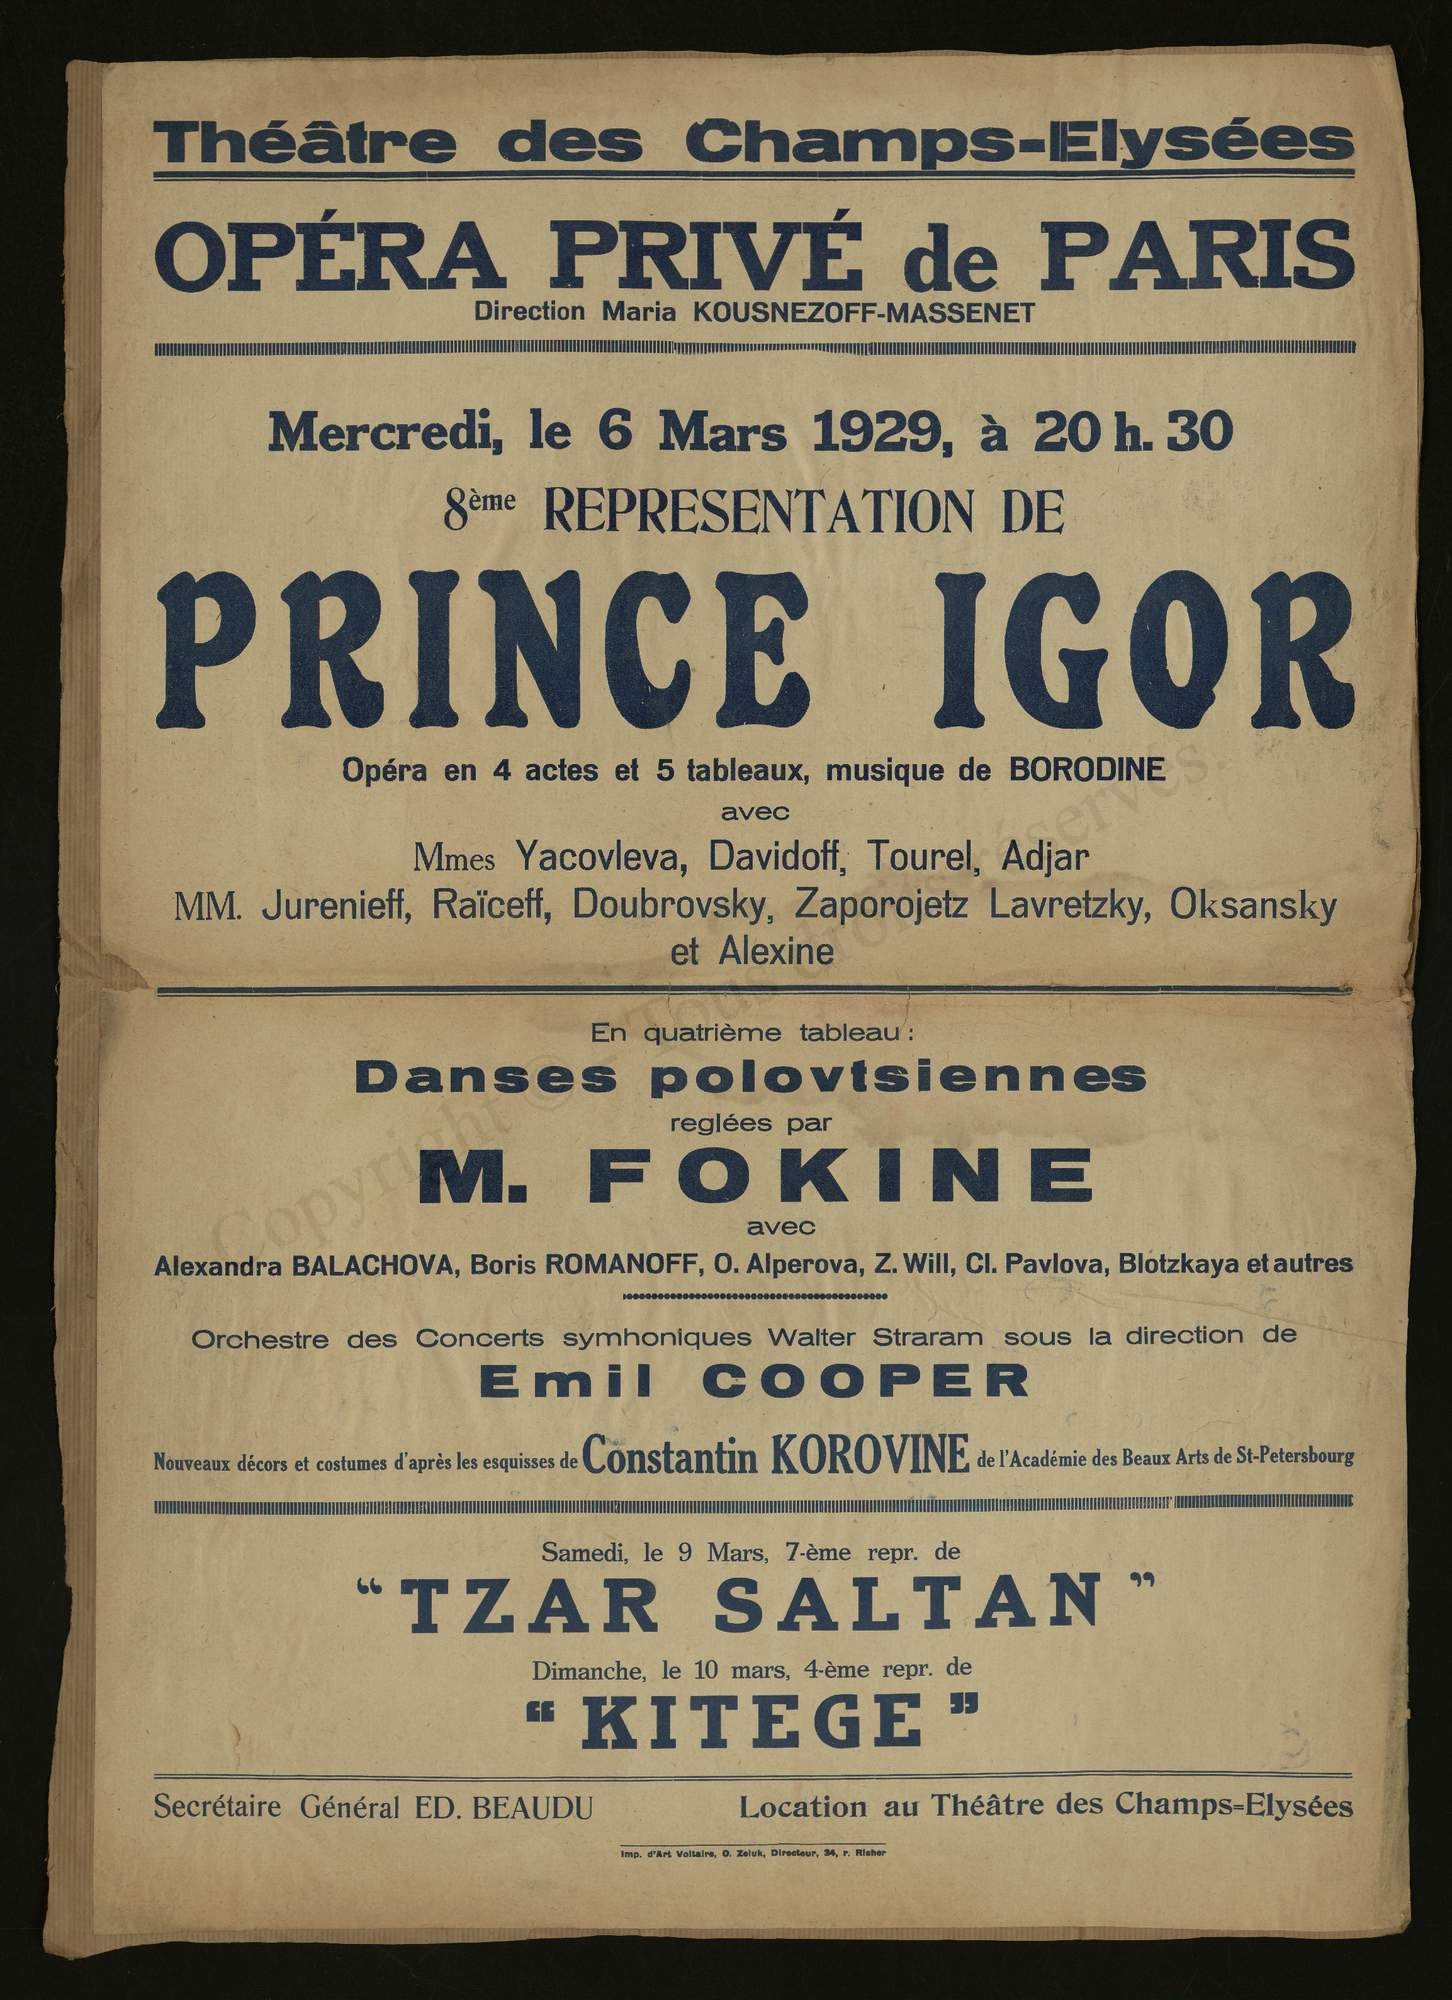 Théâtre des Champs-Elysées
OPÉRA PRIVÉ de PARIS
Direction Maria KOUSNEZOFF-MASSENET
Mercredi, le 6 Mars 1929, à 20 h. 30
8ème REPRESENTATION DE
PRINCE IGOR
Opéra en 4 actes et 5 tableaux, musique de BORODINE
avec
Mmes Yacovleva, Davidoff, Tourel, Adjar
MM. Jurenieff, Raïceff, Doubrovsky, Zaporojetz Lavretzky, Oksansky
et Alexine
En quatrième tableau :
Danses polovtsiennes
reglées par
M. FOKINE
avec
Alexandra BALACHOVA, Boris ROMANOFF, O. Alperova, Z. Will, Cl. Pavlova, Blotzkaya et autres
Orchestre des Concerts symhoniques Walter Straram sous la direction de
Emil COOPER
Nouveaux décors et costumes d'après les esquisses de Constantin KOROVINE de l'Académie des Beaux Arts de St-Petersbourg
Samedi, le 9 Mars, 7-ème repr. de
“TZAR SALTAN”
Dimanche, le 10 mars, 4-ème repr. de
“KITEGE”
Secrétaire Général ED. BEAUDU Location au Théâtre des Champs-Elysées
Imp. d'Art Voltaire, O. Zeluk, Directeur, 34, r. Richer
Copyright © - Tous droits réservés